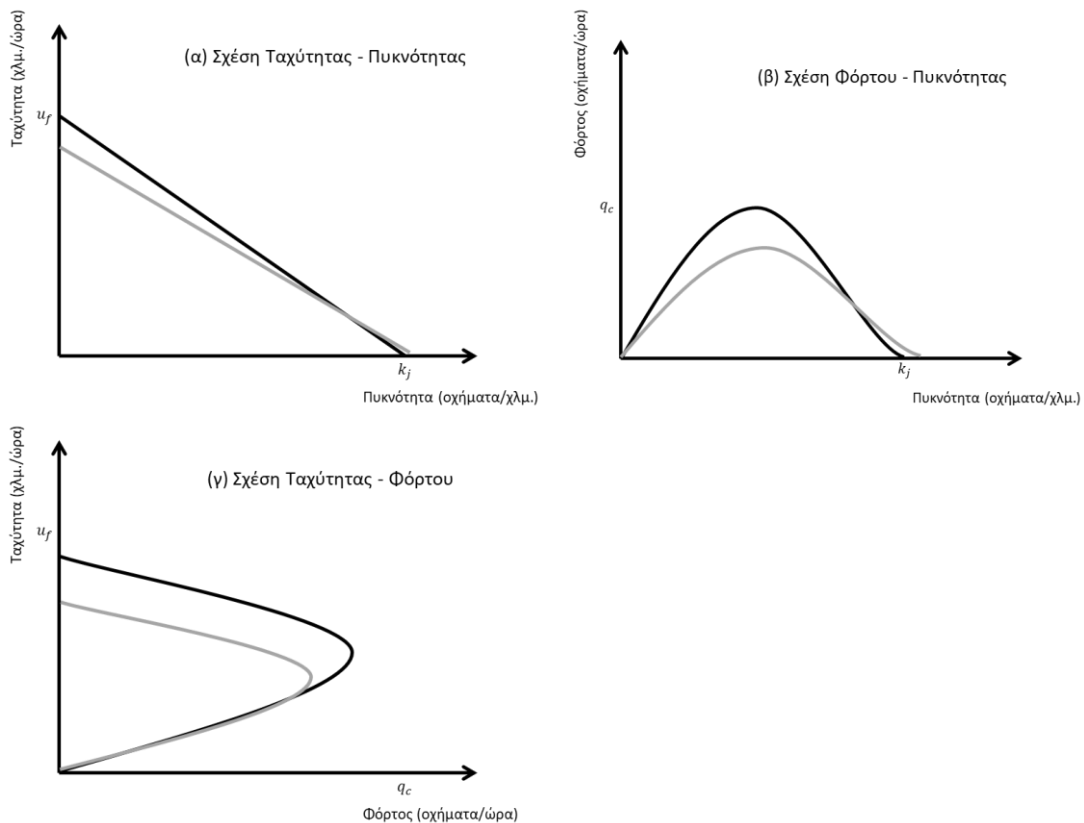 (α) Σχέση Ταχύτητας - Πυκνότητας
Ταχύτητα (χλμ./ώρα)
u_f
k_j
Πυκνότητα (οχήματα/χλμ.)
(β) Σχέση Φόρτου - Πυκνότητας
Φόρτος (οχήματα/ώρα)
q_c
k_j
Πυκνότητα (οχήματα/χλμ.)
(γ) Σχέση Ταχύτητας - Φόρτου
Ταχύτητα (χλμ./ώρα)
u_f
q_c
Φόρτος (οχήματα/ώρα)